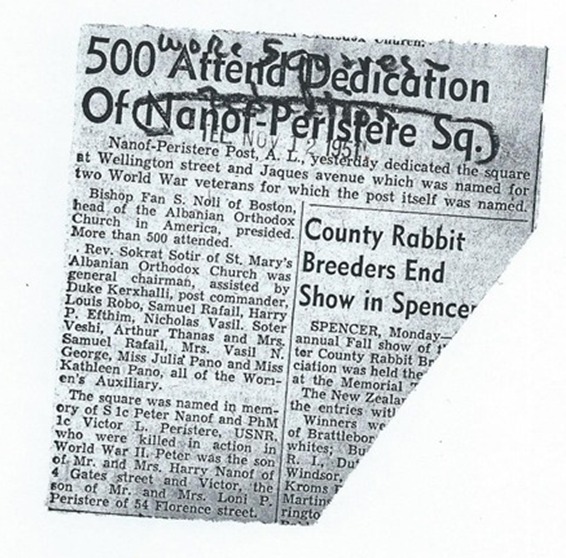 Orthodox Church.
Wore Squares
500 Attend Dedication
Of Nanof-Peristere Sq.
NOV 12 1951
Nanof-Peristere Post, A. L., yesterday dedicated the square
at Wellington street and Jaques avenue which was named for
two World War veterans for which the post itself was named.
Bishop Fan S. Noli of Boston,
head of the Albanian Orthodox
Church in America, presided.
More than 500 attended.
Rev. Sokrat Sotir of St. Mary's
Albanian Orthodox Church was
general chairman, assisted by
Duke Kerxhalli, post commander,
Louis Robo, Samuel Rafail, Harry
P. Efthim, Nicholas Vasil. Soter
Veshi, Arthur Thanas and Mrs.
Samuel Rafail, Mrs. Vasil N.
George, Miss Julia Pano and Miss
Kathleen Pano, all of the Wom-
en's Auxiliary.
The square was named in mem-
ory of S 1c Peter Nanof and PhM
1c Victor L. Peristere, USNR,
who were killed in action in
World War II. Peter was the son
of Mr. and Mrs. Harry Nanof of
4 Gates street and Victor, the
son of Mr. and Mrs. Loni P.
Peristere of 54 Florence street.
County Rabbit
Breeders End
Show in Spencer
SPENCER, Monday—
annual Fall show of
ter County Rabbit
ciation was held the
at the Memorial
The New
the entries
Winners
of Brattlebor
whites;
R. I.,
Windsor,
Kroms
Martin
ringto